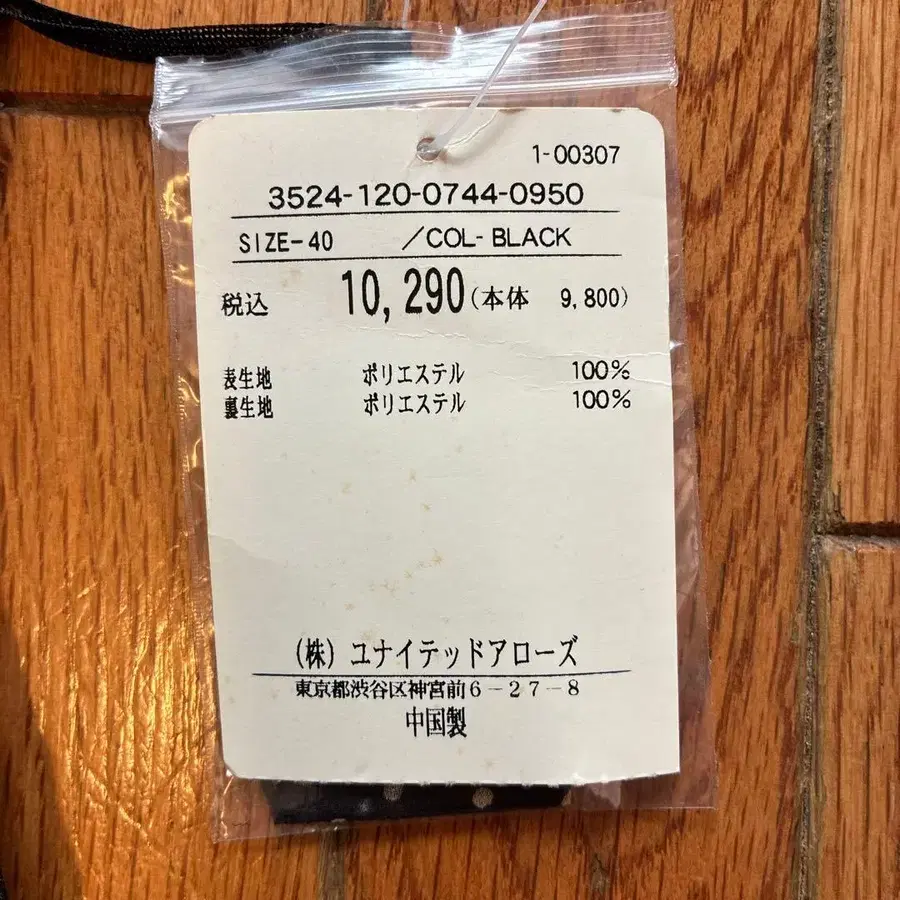 1-00307
3524-120-0744-0950
SIZE-40 /COL-BLACK
税込 10,290(本体 9,800)
表生地 ポリエステル 100%
裏生地 ポリエステル 100%
(株)ユナイテッドアローズ
東京都渋谷区神宮前6-27-8
中国製